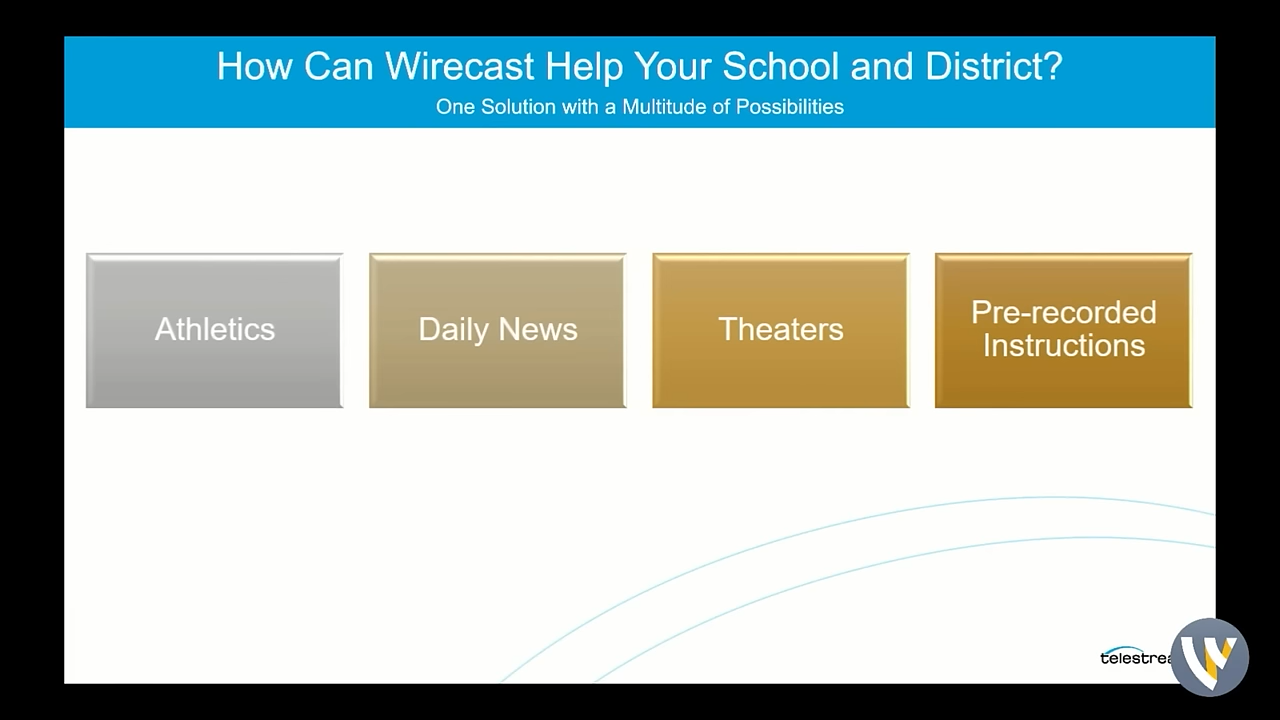 How Can Wirecast Help Your School and District?
One Solution with a Multitude of Possibilities
Athletics
Daily News
Theaters
Pre-recorded
Instructions
telestrea